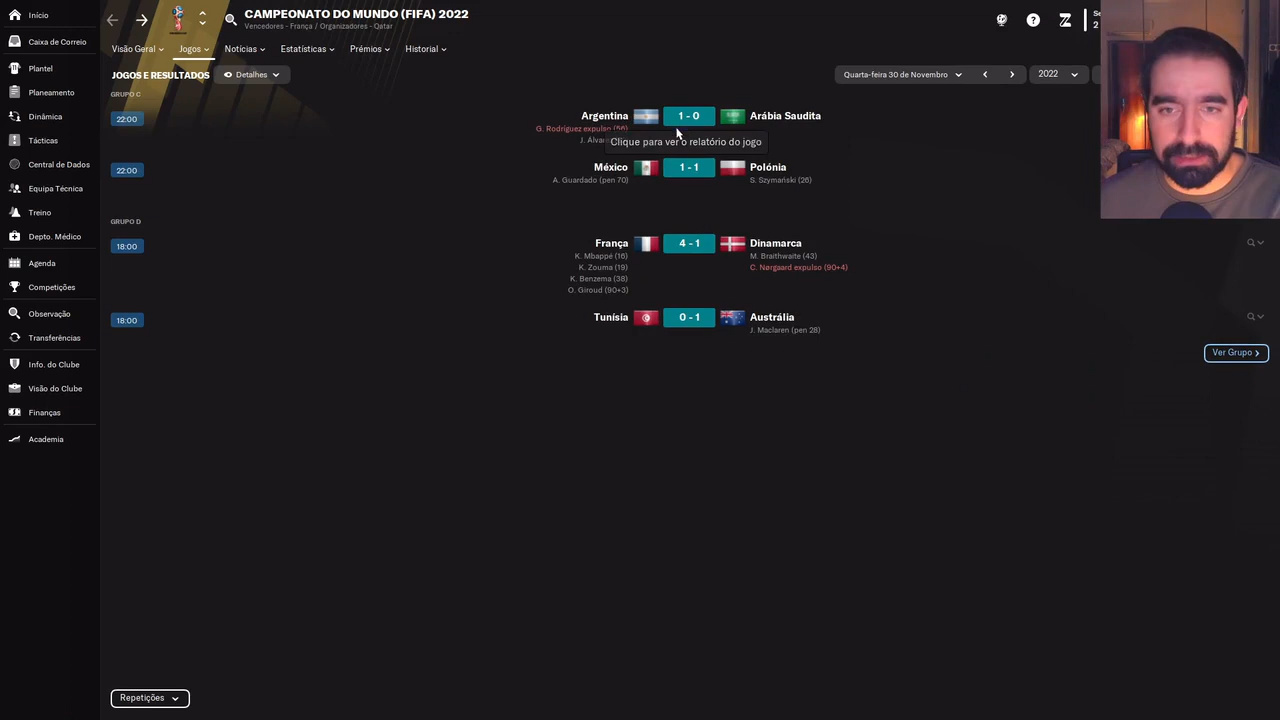 Início
Caixa de Correio
Plantel
Planeamento
Dinâmica
Tácticas
Central de Dados
Equipa Técnica
Treino
Depto. Médico
Agenda
Competições
Observação
Transferências
Info. do Clube
Visão do Clube
Finanças
Academia
CAMPEONATO DO MUNDO (FIFA) 2022
Vencedores - França / Organizadores - Qatar
Visão Geral
Jogos
Notícias
Estatísticas
Prémios
Historial
JOGOS E RESULTADOS
Detalhes
Quarta-feira 30 de Novembro
2022
GRUPO C
22:00 Argentina 1 - 0 Arábia Saudita
G. Rodríguez expulso (56)
Clique para ver o relatório do jogo
22:00 México 1 - 1 Polónia
A. Guardado (pen 70) S. Szymański (26)
GRUPO D
18:00 França 4 - 1 Dinamarca
K. Mbappé (16) M. Braithwaite (43)
K. Zouma (19) C. Nørgaard expulso (90+4)
K. Benzema (38)
O. Giroud (90+3)
18:00 Tunísia 0 - 1 Austrália
J. Maclaren (pen 28)
Ver Grupo
Repetições